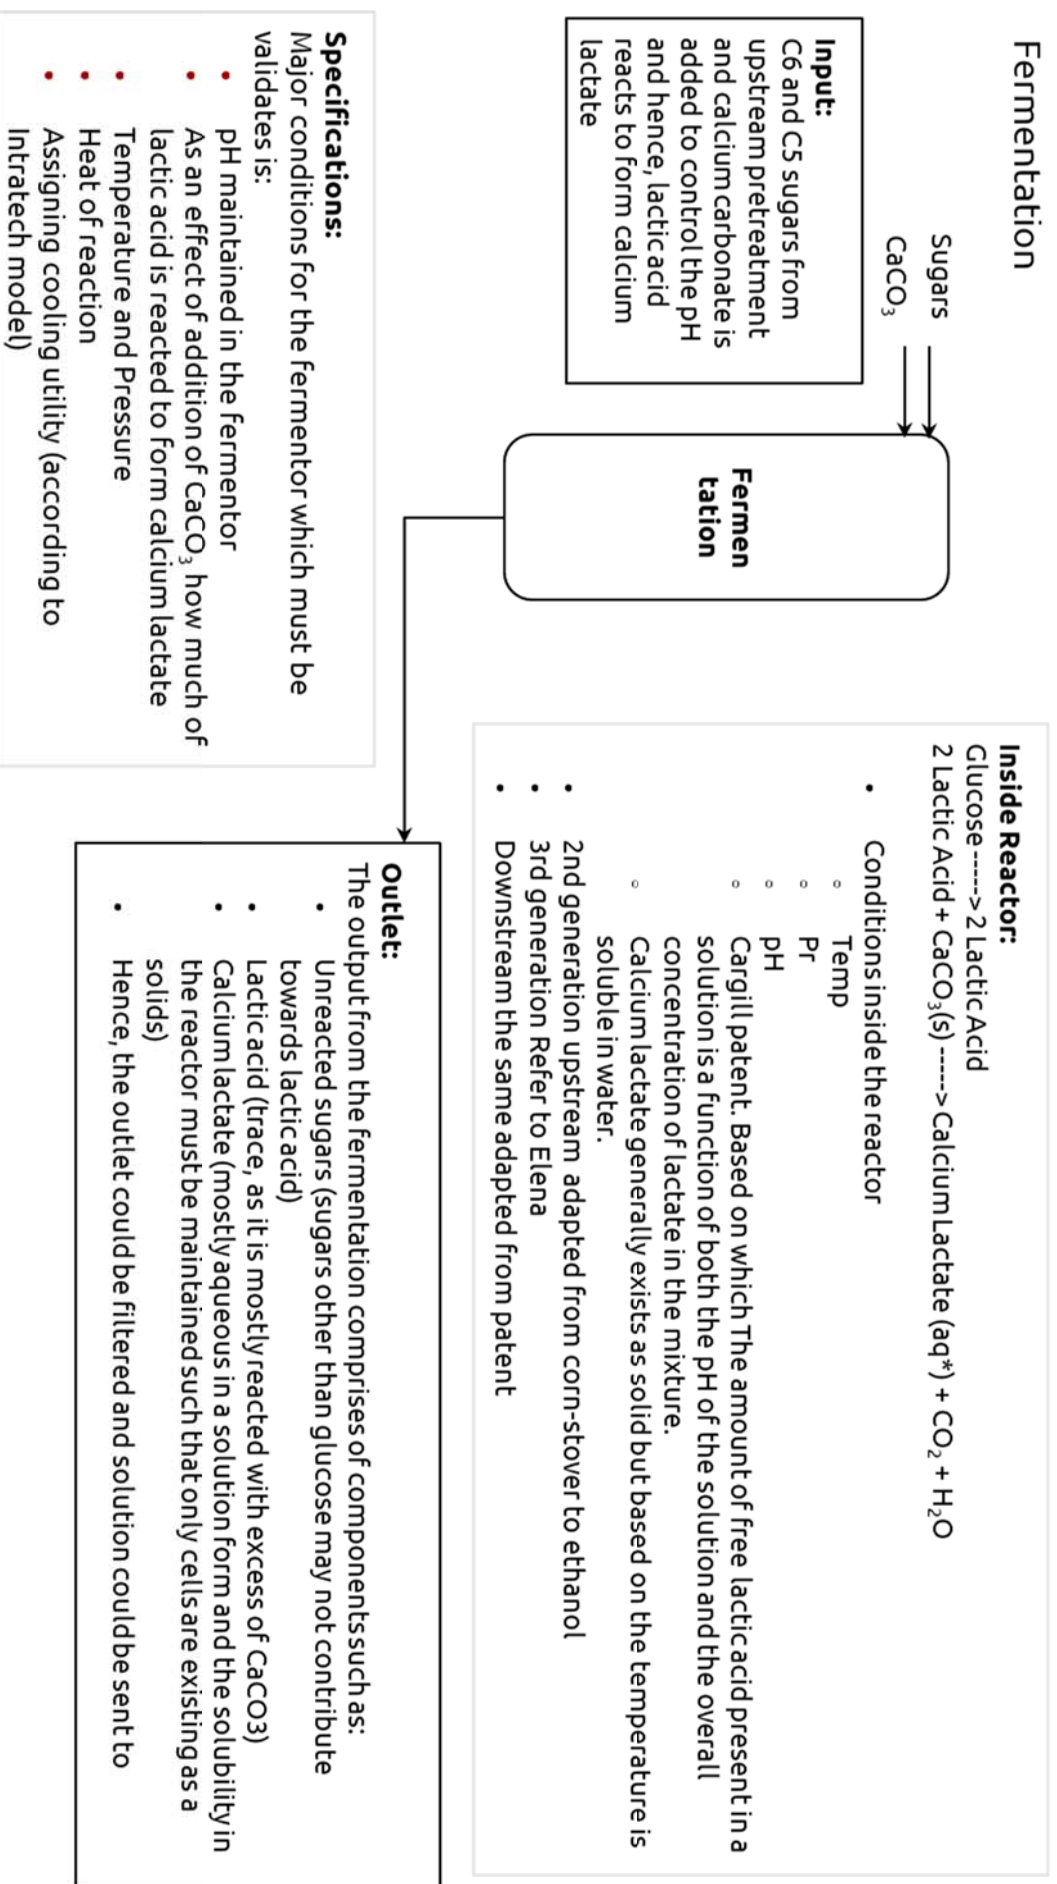 Fermentation
Sugars
CaCO₃
Input:
C6 and C5 sugars from
upstream pretreatment
and calcium carbonate is
added to control the pH
and hence, lactic acid
reacts to form calcium
lactate
Fermen
tation
Inside Reactor:
Glucose -----> 2 Lactic Acid
2 Lactic Acid + CaCO₃(s) -----> Calcium Lactate (aq*) + CO₂ + H₂O
• Conditions inside the reactor
◦ Temp
◦ Pr
◦ pH
◦ Cargill patent. Based on which The amount of free lactic acid present in a
solution is a function of both the pH of the solution and the overall
concentration of lactate in the mixture.
◦ Calcium lactate generally exists as solid but based on the temperature is
soluble in water.
• 2nd generation upstream adapted from corn-stover to ethanol
• 3rd generation Refer to Elena
• Downstream the same adapted from patent
Specifications:
Major conditions for the fermentor which must be
validates is:
• pH maintained in the fermentor
• As an effect of addition of CaCO₃ how much of
lactic acid is reacted to form calcium lactate
• Temperature and Pressure
• Heat of reaction
• Assigning cooling utility (according to
Intratech model)
Outlet:
The output from the fermentation comprises of components such as:
• Unreacted sugars (sugars other than glucose may not contribute
towards lactic acid)
• Lactic acid (trace, as it is mostly reacted with excess of CaCO3)
• Calcium lactate (mostly aqueous in a solution form and the solubility in
the reactor must be maintained such that only cells are existing as a
solids)
• Hence, the outlet could be filtered and solution could be sent to